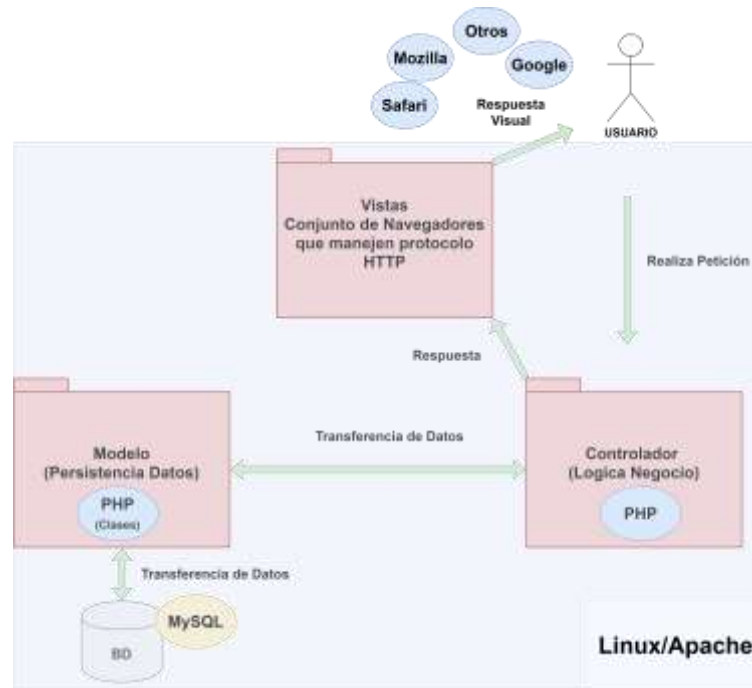 Otros
Mozilla
Google
Safari
Respuesta
Visual
USUARIO
Vistas
Conjunto de Navegadores
que manejen protocolo
HTTP
Realiza Petición
Respuesta
Transferencia de Datos
Modelo
(Persistencia Datos)
PHP
(Clases)
Controlador
(Logica Negocio)
PHP
Transferencia de Datos
MySQL
BD
Linux/Apache